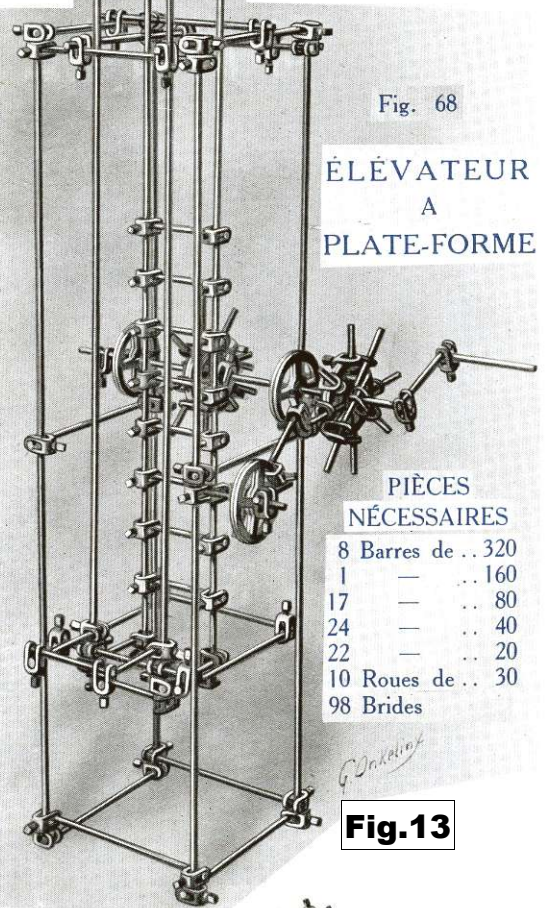 Fig. 68
ÉLÉVATEUR
A
PLATE-FORME
PIÈCES
NÉCESSAIRES
8 Barres de .. 320
1 — .. 160
17 — .. 80
24 — .. 40
22 — .. 20
10 Roues de .. 30
98 Brides
G. Onkelinx
Fig.13